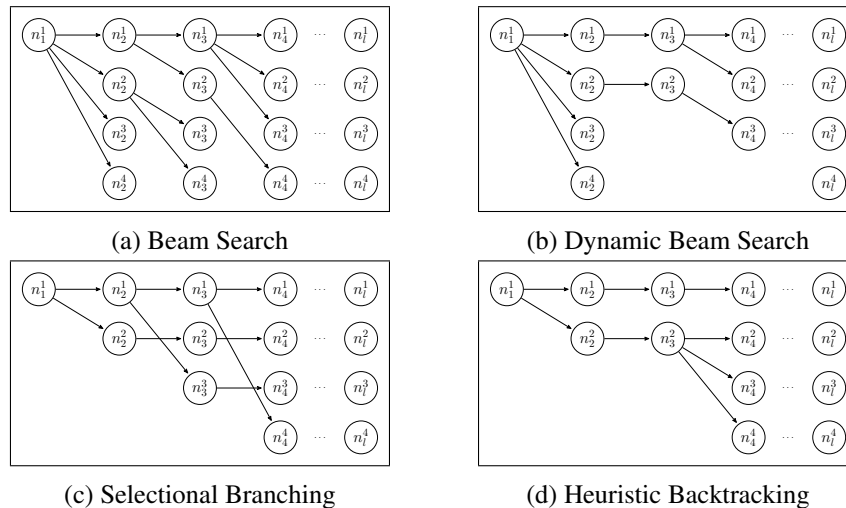 n_1^1 n_2^1 n_3^1 n_4^1 ... n_l^1
n_2^2 n_3^2 n_4^2 ... n_l^2
n_2^3 n_3^3 n_4^3 ... n_l^3
n_2^4 n_3^4 n_4^4 ... n_l^4
(a) Beam Search
n_1^1 n_2^1 n_3^1 n_4^1 ... n_l^1
n_2^2 n_3^2 n_4^2 ... n_l^2
n_2^3 n_4^3 ... n_l^3
n_2^4 n_l^4
(b) Dynamic Beam Search
n_1^1 n_2^1 n_3^1 n_4^1 ... n_l^1
n_2^2 n_3^2 n_4^2 ... n_l^2
n_3^3 n_4^3 ... n_l^3
n_4^4 ... n_l^4
(c) Selectional Branching
n_1^1 n_2^1 n_3^1 n_4^1 ... n_l^1
n_2^2 n_3^2 n_4^2 ... n_l^2
n_4^3 ... n_l^3
n_4^4 ... n_l^4
(d) Heuristic Backtracking